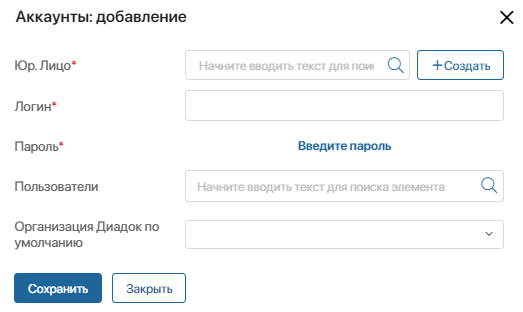 Аккаунты: добавление
Юр. Лицо* Начните вводить текст для пои +Создать
Логин*
Пароль* Введите пароль
Пользователи Начните вводить текст для поиска элемента
Организация Диадок по
умолчанию
Сохранить Закрыть